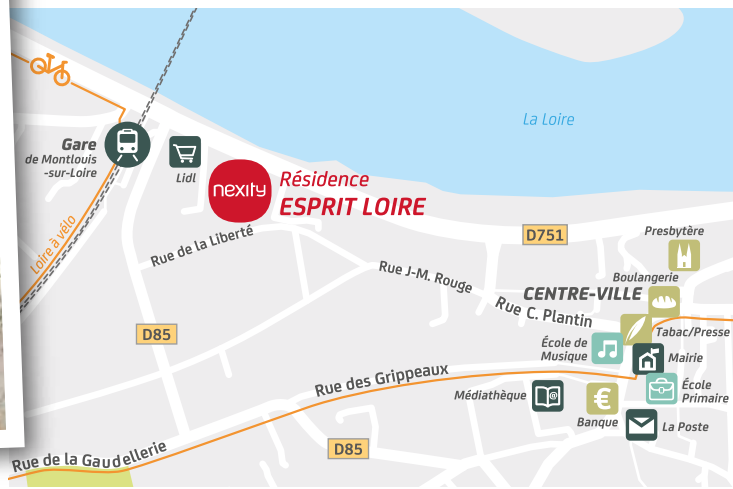 La Loire
Gare
de Montlouis
-sur-Loire
Lidl
nexity
Résidence
ESPRIT LOIRE
Loire à vélo
Rue de la Liberté
D751
Presbytère
Rue J-M. Rouge
Boulangerie
CENTRE-VILLE
Rue C. Plantin
Tabac/Presse
D85
École de
Musique
Mairie
Rue des Grippeaux
École
Primaire
Médiathèque
@
€
Banque
La Poste
D85
Rue de la Gaudellerie